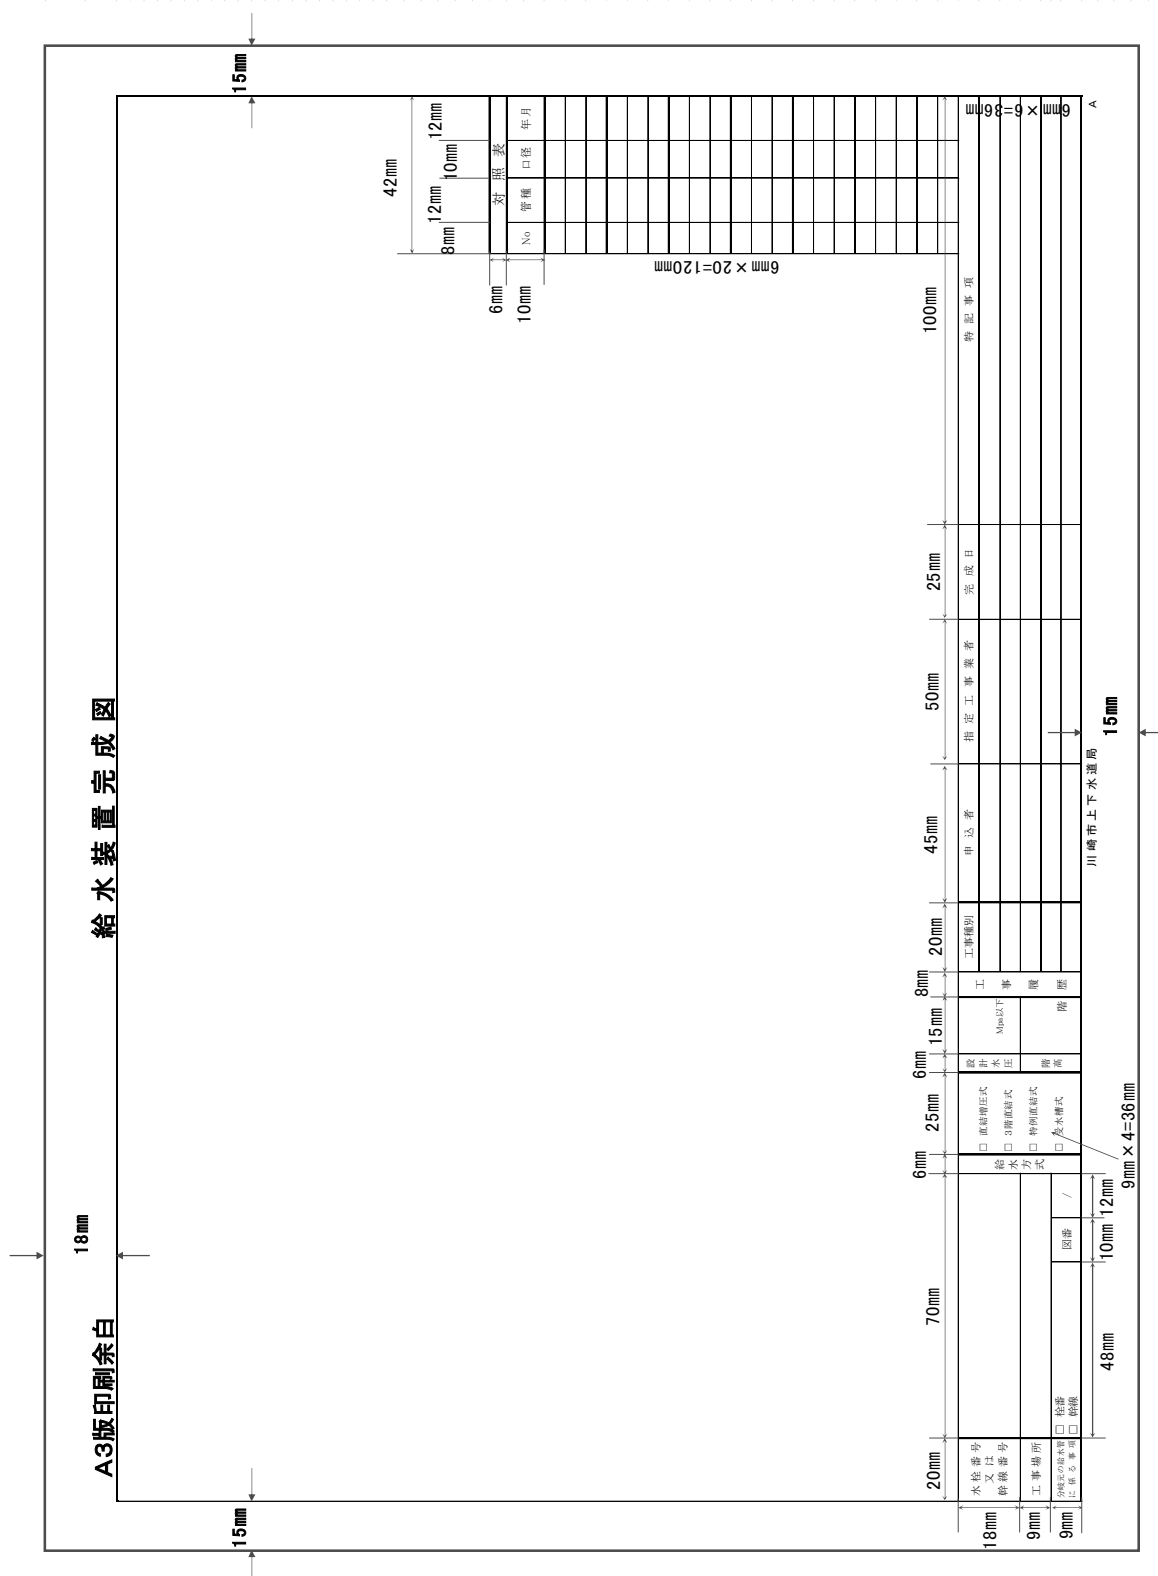 A3版印刷余白
給水装置完成図
18mm
15mm
15mm
15mm
42mm
8mm
12mm
10mm
12mm
対照表
No
管種
口径
年月
6mm
10mm
6mm×20=120mm
20mm
70mm
6mm
25mm
6mm
15mm
8mm
20mm
45mm
50mm
25mm
100mm
水栓番号
又は
幹線番号
給水方式
□ 直結増圧式
□ 3階直結式
□ 特例直結式
□ 受水槽式
設計水圧
Mpa以下
階高
階
工事履歴
工事種別
申込者
指定工事業者
完成日
特記事項
6mm×6=36mm
工事場所
分岐元の給水管
に係る事項
□ 栓番
□ 幹線
図番
/
18mm
9mm
9mm
48mm
10mm
12mm
9mm×4=36mm
川崎市上下水道局
A